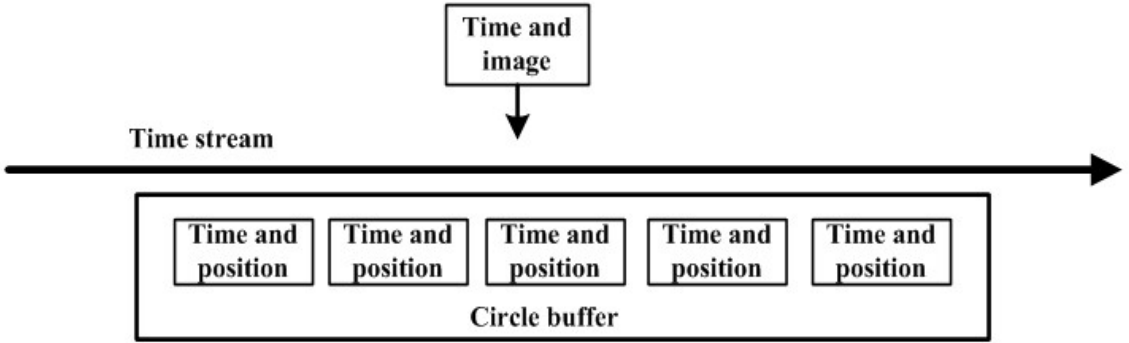 Time and
image
Time stream
Time and
position
Time and
position
Time and
position
Time and
position
Time and
position
Circle buffer